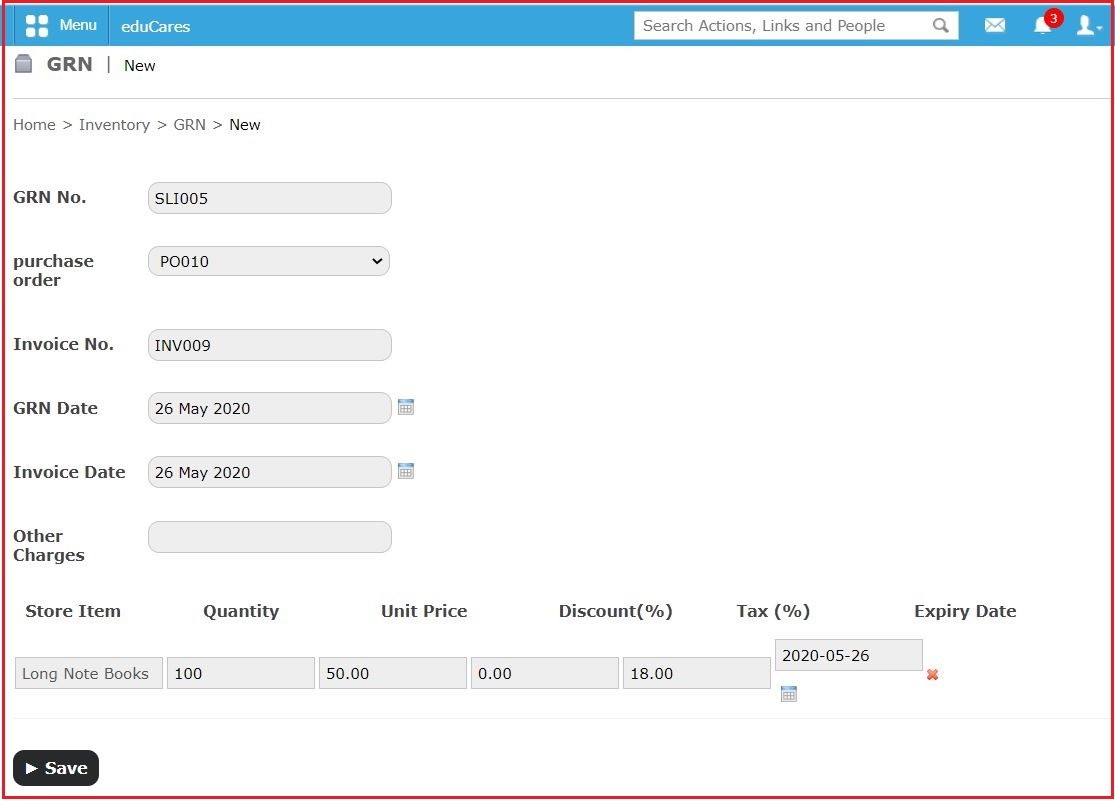 Menu eduCares Search Actions, Links and People 3
GRN | New
Home > Inventory > GRN > New
GRN No. SLI005
purchase order PO010
Invoice No. INV009
GRN Date 26 May 2020
Invoice Date 26 May 2020
Other Charges
Store Item Quantity Unit Price Discount(%) Tax (%) Expiry Date
Long Note Books 100 50.00 0.00 18.00 2020-05-26
Save